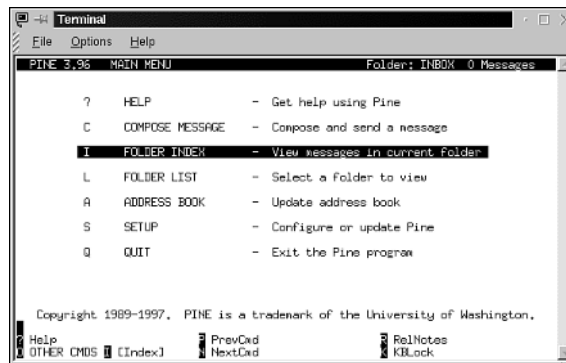 Terminal
File Options Help
PINE 3.96 MAIN MENU Folder: INBOX 0 Messages
? HELP - Get help using Pine
C COMPOSE MESSAGE - Compose and send a message
I FOLDER INDEX - View messages in current folder
L FOLDER LIST - Select a folder to view
A ADDRESS BOOK - Update address book
S SETUP - Configure or update Pine
Q QUIT - Exit the Pine program
Copyright 1989-1997. PINE is a trademark of the University of Washington.
? Help P PrevCmd R RelNotes
O OTHER CMDS I [Index] N NextCmd K KBLock